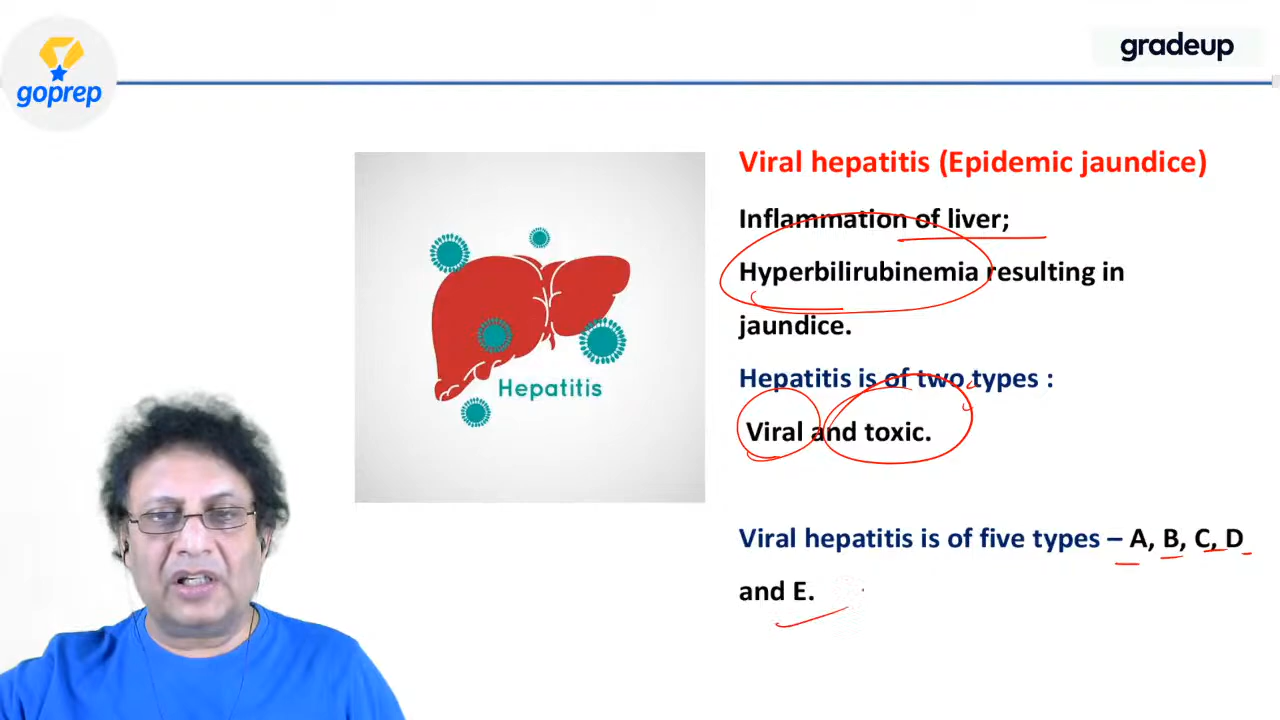 goprep
gradeup
Viral hepatitis (Epidemic jaundice)
Inflammation of liver;
Hyperbilirubinemia resulting in
jaundice.
Hepatitis is of two types :
Viral and toxic.
Viral hepatitis is of five types – A, B, C, D
and E.
Hepatitis